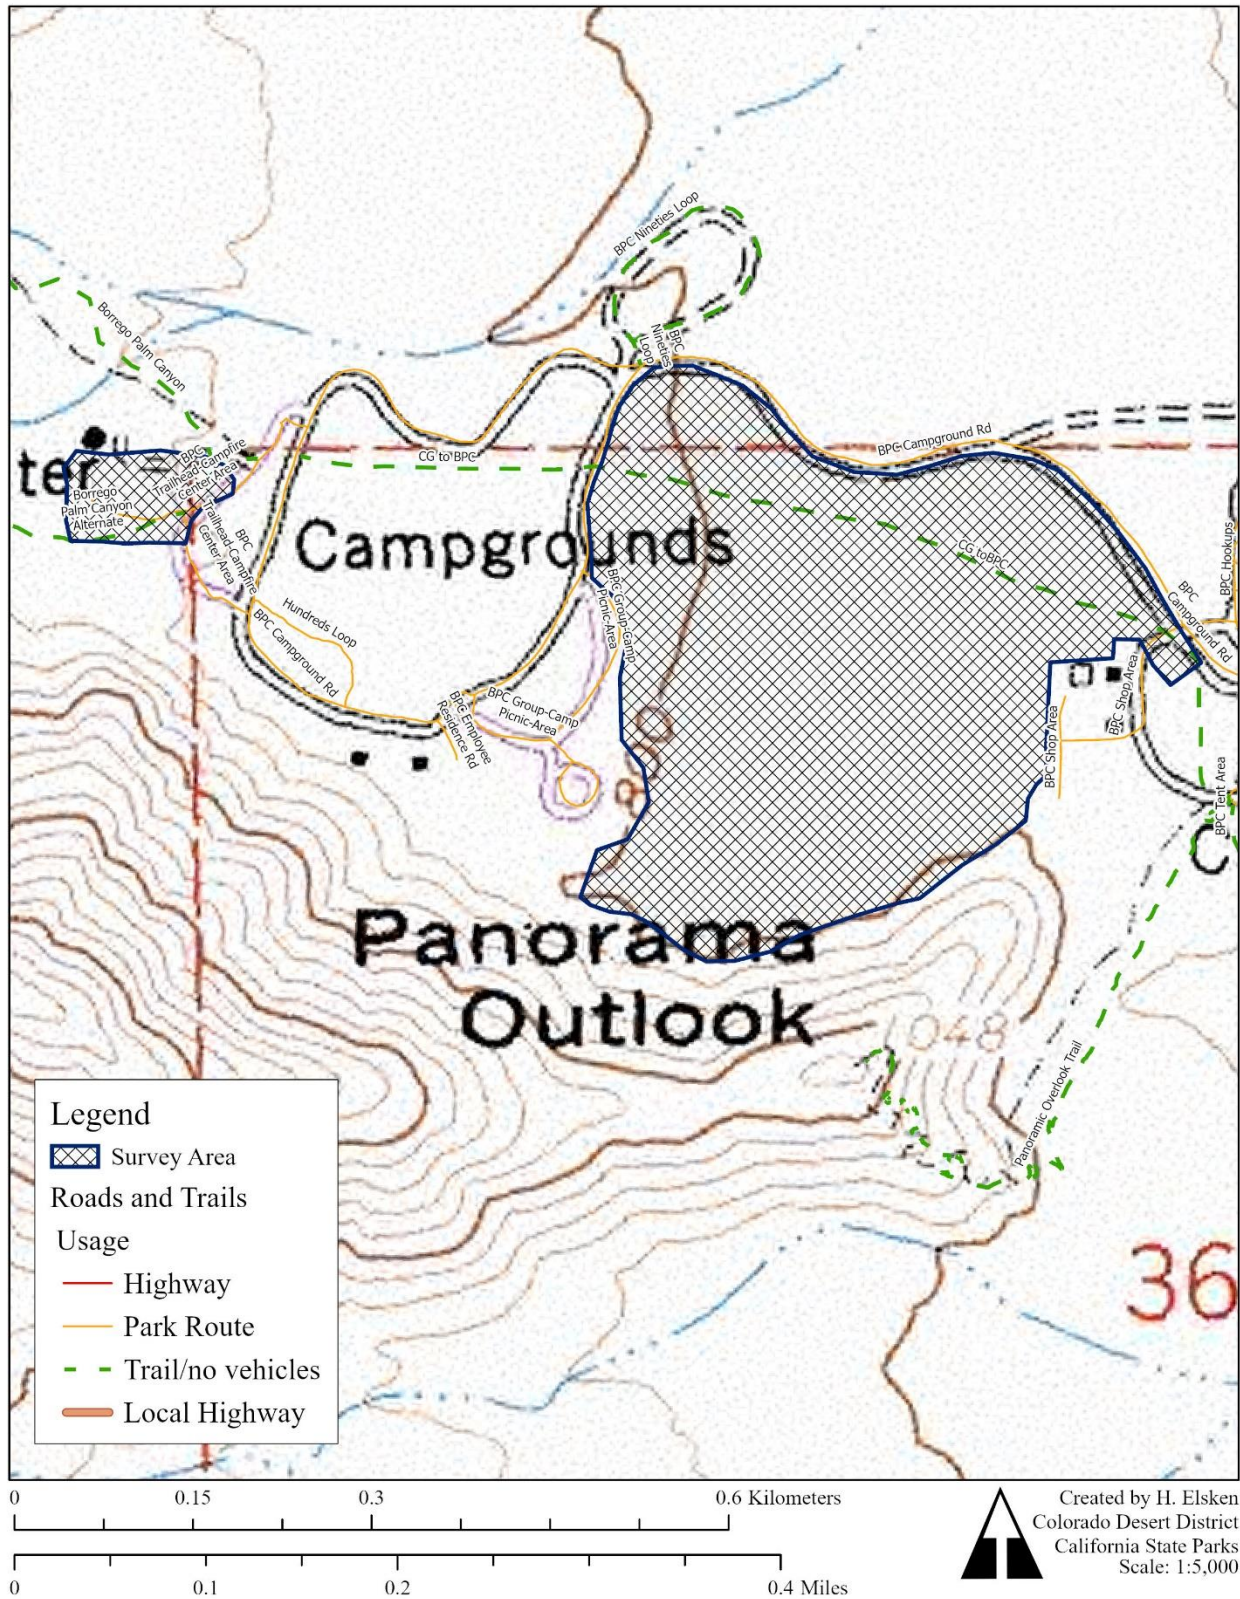 BPC Nineties Loop
Borrego Palm Canyon
BPC
Nineties
Loop
BPC Campground Rd
CG to BPC
ter
BPC
Trailhead-Campfire
Center Area
Borrego
Palm Canyon
Alternate
Campgrounds
BPC
Trailhead-Campfire
Center Area
CG toBPC
BPC Hookups
BPC Group-Camp
Picnic-Area
BPC
Campground Rd
Hundreds Loop
BPC Campground Rd
BPC Group-Camp
Picnic-Area
BPC Employee
Residence Rd
BPC Shop Area
BPC Shop Area
BPC Tent Area
C
Panorama
Outlook
1048
Panoramic Overlook Trail
36
Legend
Survey Area
Roads and Trails
Usage
Highway
Park Route
Trail/no vehicles
Local Highway
0 0.15 0.3 0.6 Kilometers
0 0.1 0.2 0.4 Miles
Created by H. Elsken
Colorado Desert District
California State Parks
Scale: 1:5,000